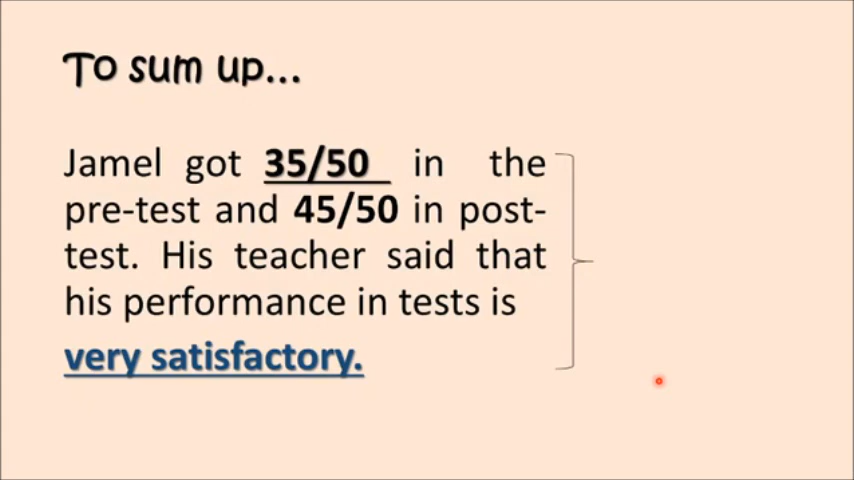 To sum up...
Jamel got 35/50 in the
pre-test and 45/50 in post-
test. His teacher said that
his performance in tests is
very satisfactory.